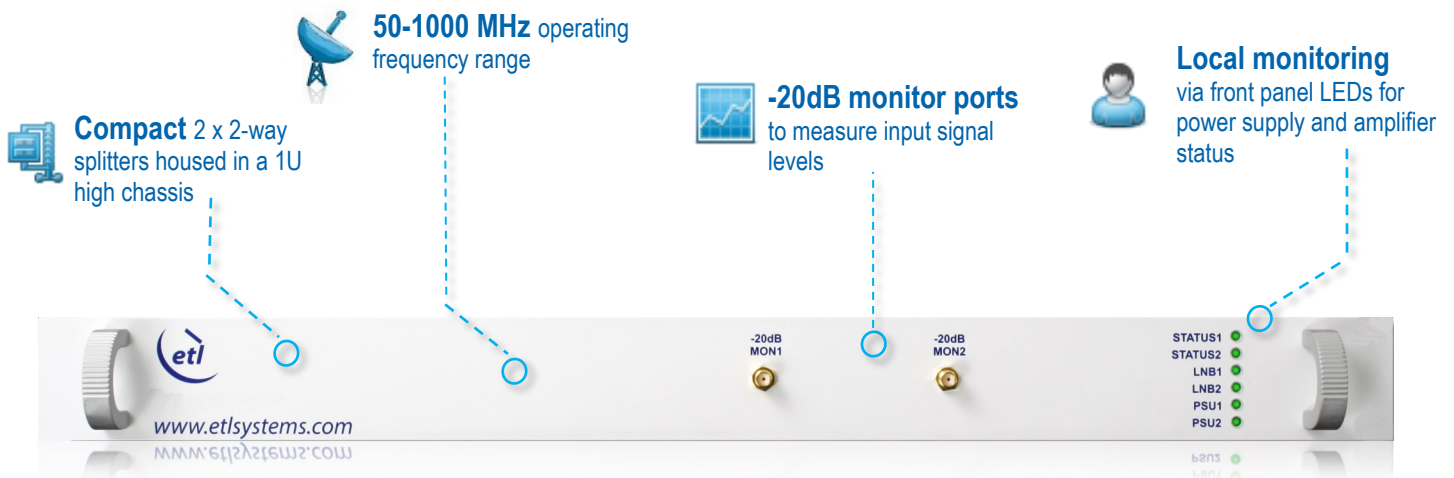 50-1000 MHz operating
frequency range
Local monitoring
via front panel LEDs for
power supply and amplifier
status
-20dB monitor ports
to measure input signal
levels
Compact 2 x 2-way
splitters housed in a 1U
high chassis
etl
www.etlsystems.com
-20dB
MON1
-20dB
MON2
STATUS1
STATUS2
LNB1
LNB2
PSU1
PSU2